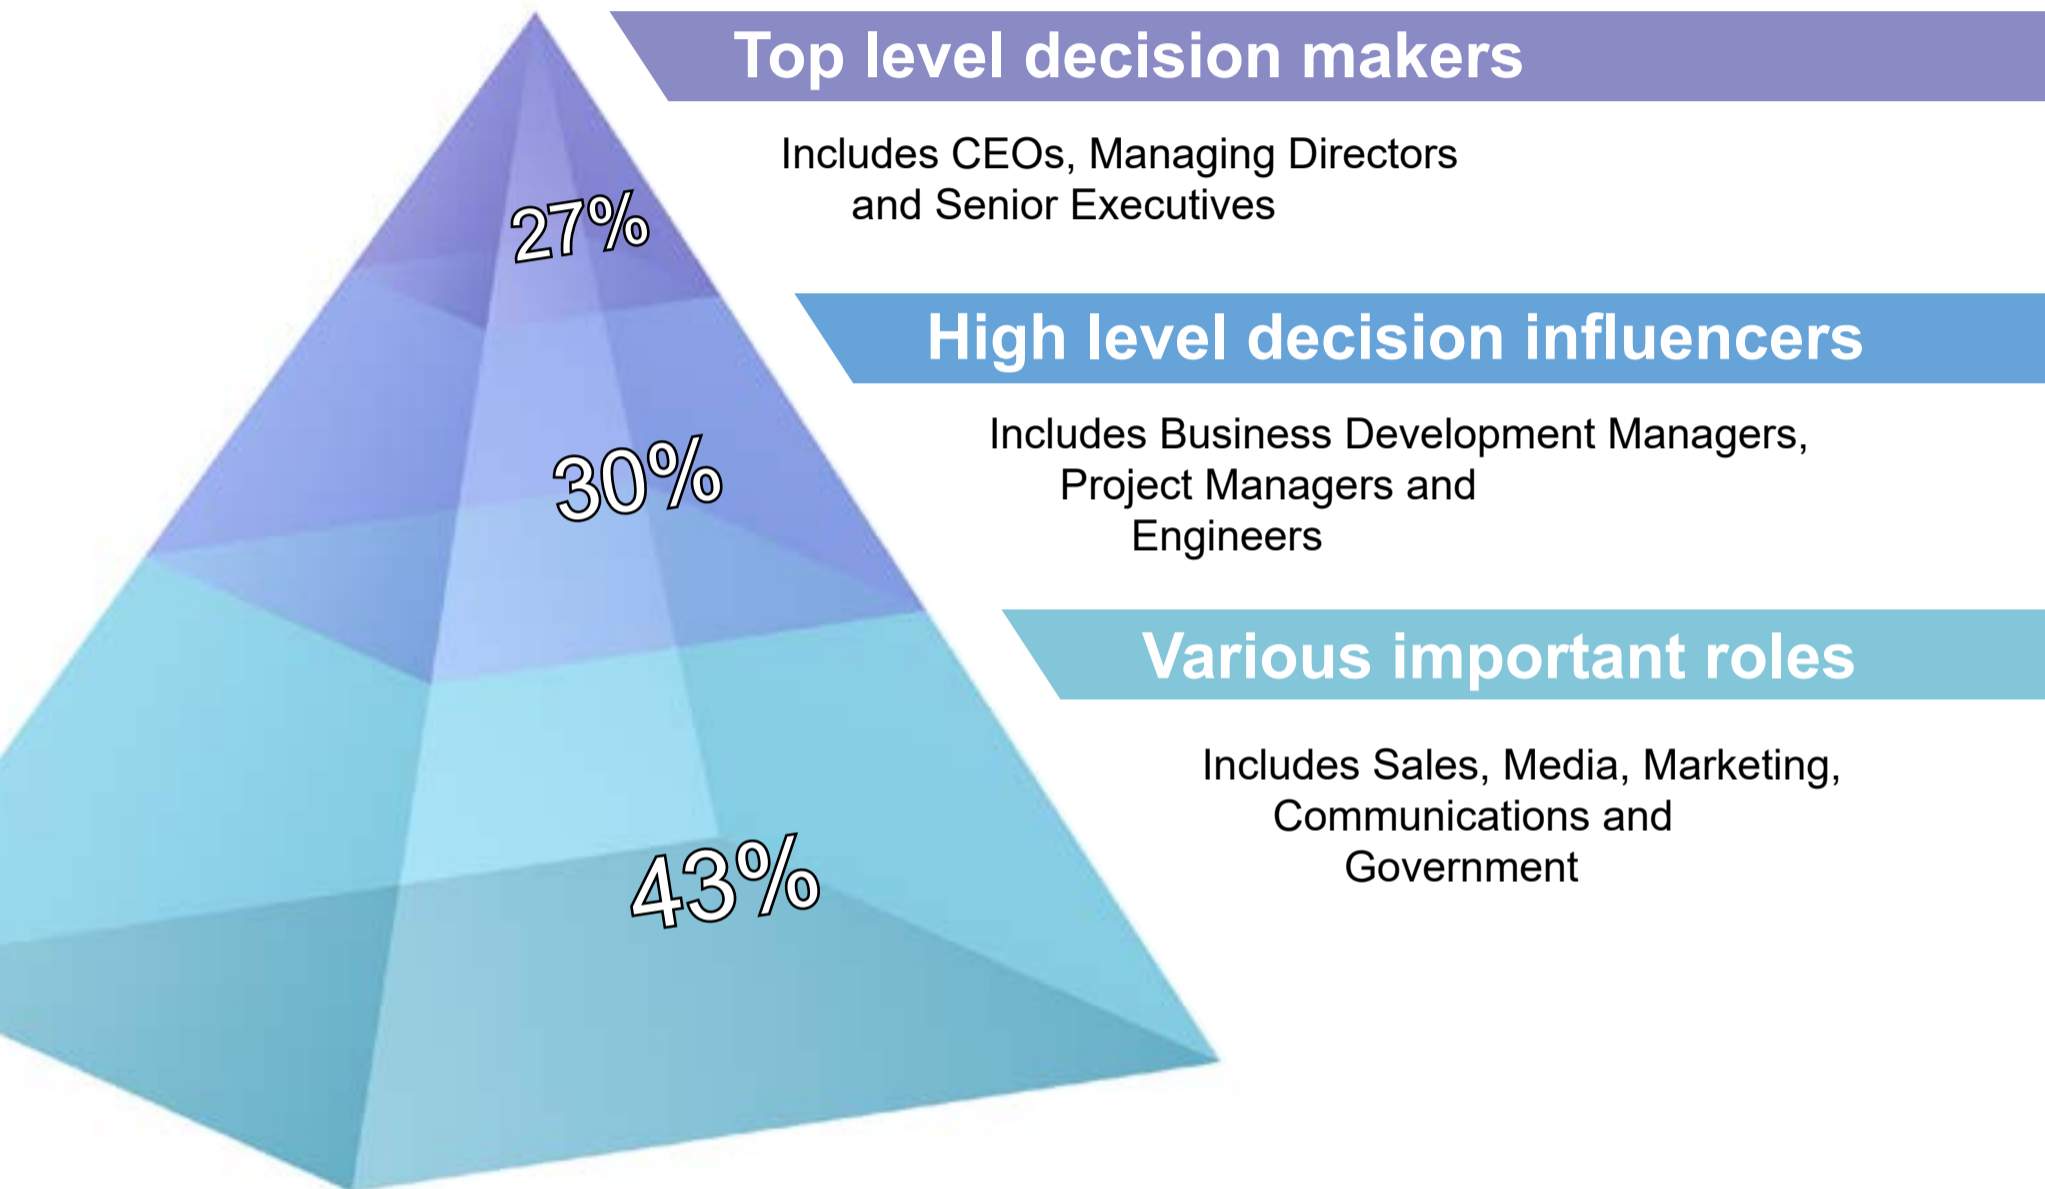 Top level decision makers
Includes CEOs, Managing Directors
and Senior Executives
27%
High level decision influencers
Includes Business Development Managers,
Project Managers and
Engineers
30%
Various important roles
Includes Sales, Media, Marketing,
Communications and
Government
43%